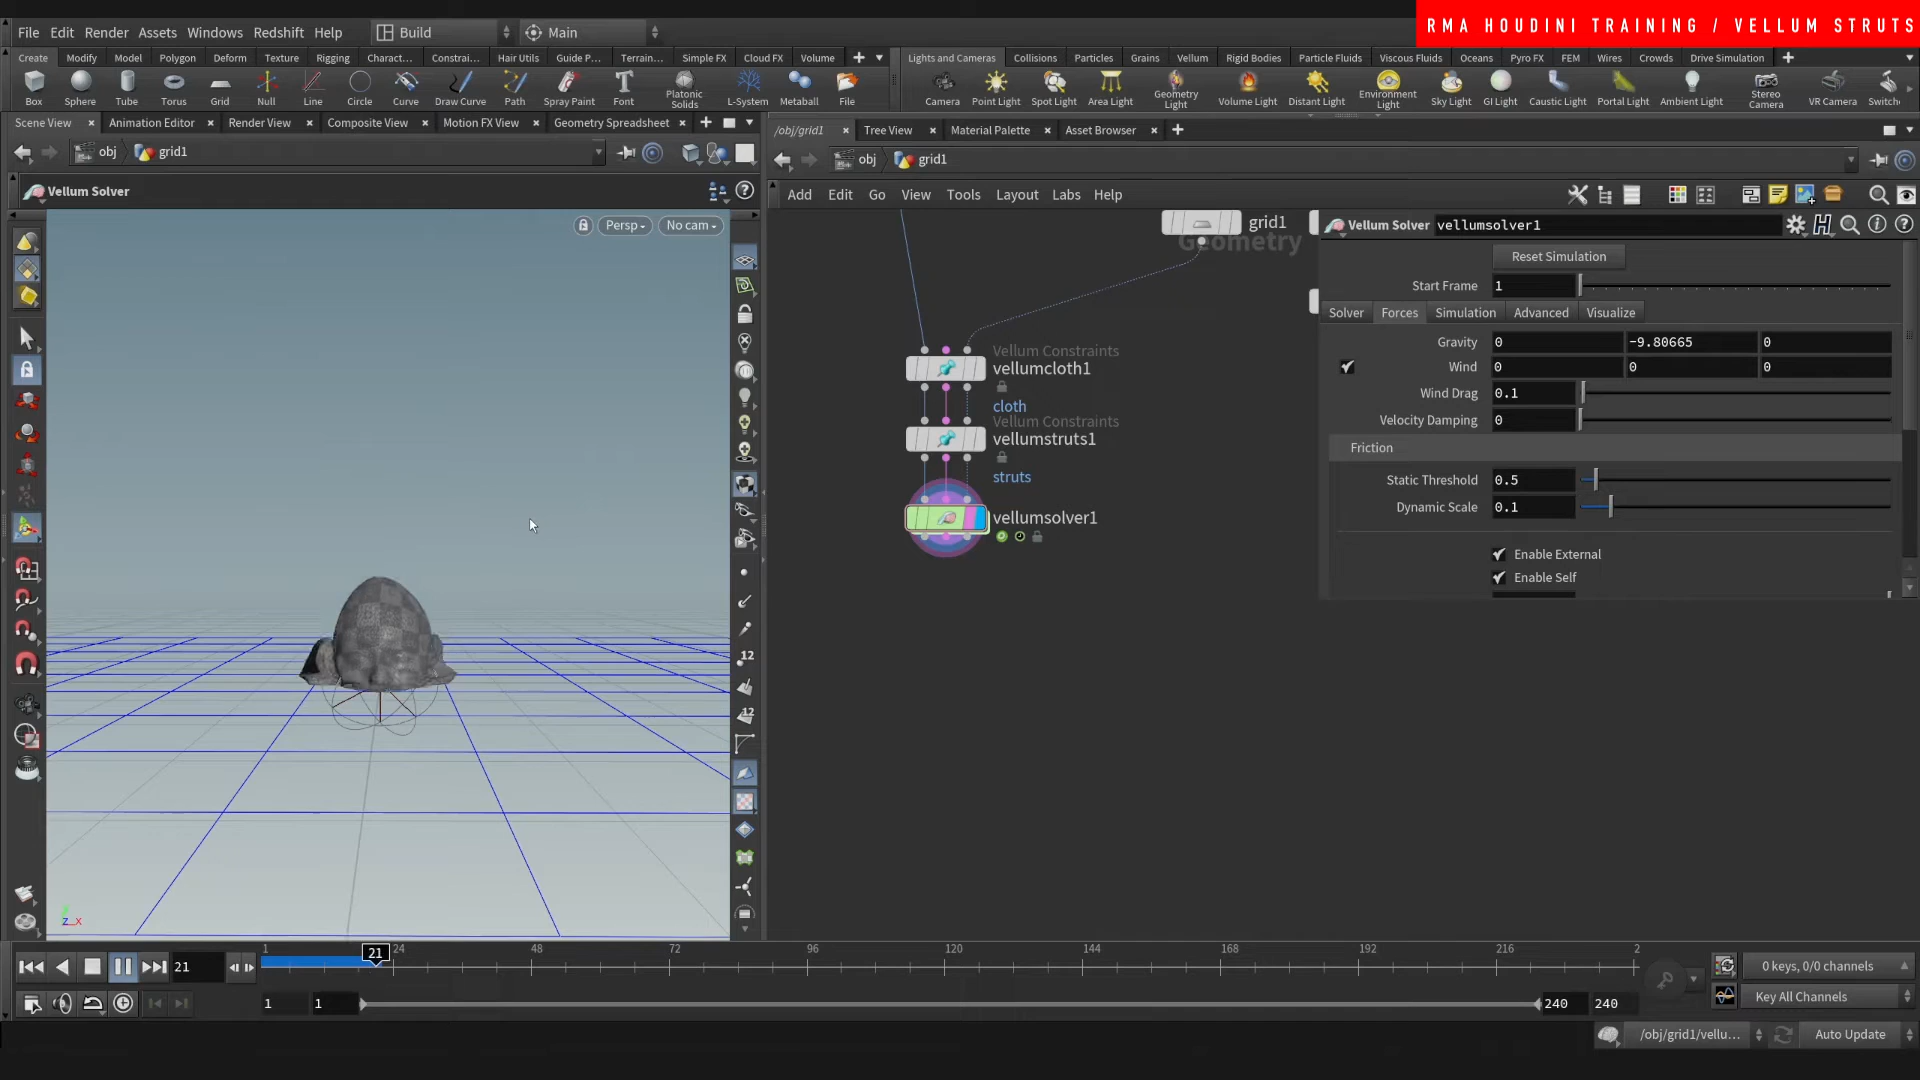 RMA HOUDINI TRAINING / VELLUM STRUTS
File Edit Render Assets Windows Redshift Help Build Main
Create Modify Model Polygon Deform Texture Rigging Charact... Constrai... Hair Utils Guide P... Terrain... Simple FX Cloud FX Volume
Lights and Cameras Collisions Particles Grains Vellum Rigid Bodies Particle Fluids Viscous Fluids Oceans Pyro FX FEM Wires Crowds Drive Simulation
Box Sphere Tube Torus Grid Null Line Circle Curve Draw Curve Path Spray Paint Font Platonic Solids L-System Metaball File
Camera Point Light Spot Light Area Light Geometry Light Volume Light Distant Light Environment Light Sky Light GI Light Caustic Light Portal Light Ambient Light Stereo Camera VR Camera Switch
Scene View Animation Editor Render View Composite View Motion FX View Geometry Spreadsheet
/obj/grid1 Tree View Material Palette Asset Browser
obj grid1
obj grid1
Vellum Solver
Add Edit Go View Tools Layout Labs Help
Persp No cam
Geometry
grid1
Vellum Constraints
vellumcloth1
cloth
Vellum Constraints
vellumstruts1
struts
vellumsolver1
Vellum Solver vellumsolver1
Reset Simulation
Start Frame 1
Solver Forces Simulation Advanced Visualize
Gravity 0 -9.80665 0
Wind 0 0 0
Wind Drag 0.1
Velocity Damping 0
Friction
Static Threshold 0.5
Dynamic Scale 0.1
Enable External
Enable Self
12
12
z x
21
1 21 24 48 72 96 120 144 168 192 216 2
0 keys, 0/0 channels
1 1 240 240
Key All Channels
/obj/grid1/vellu... Auto Update